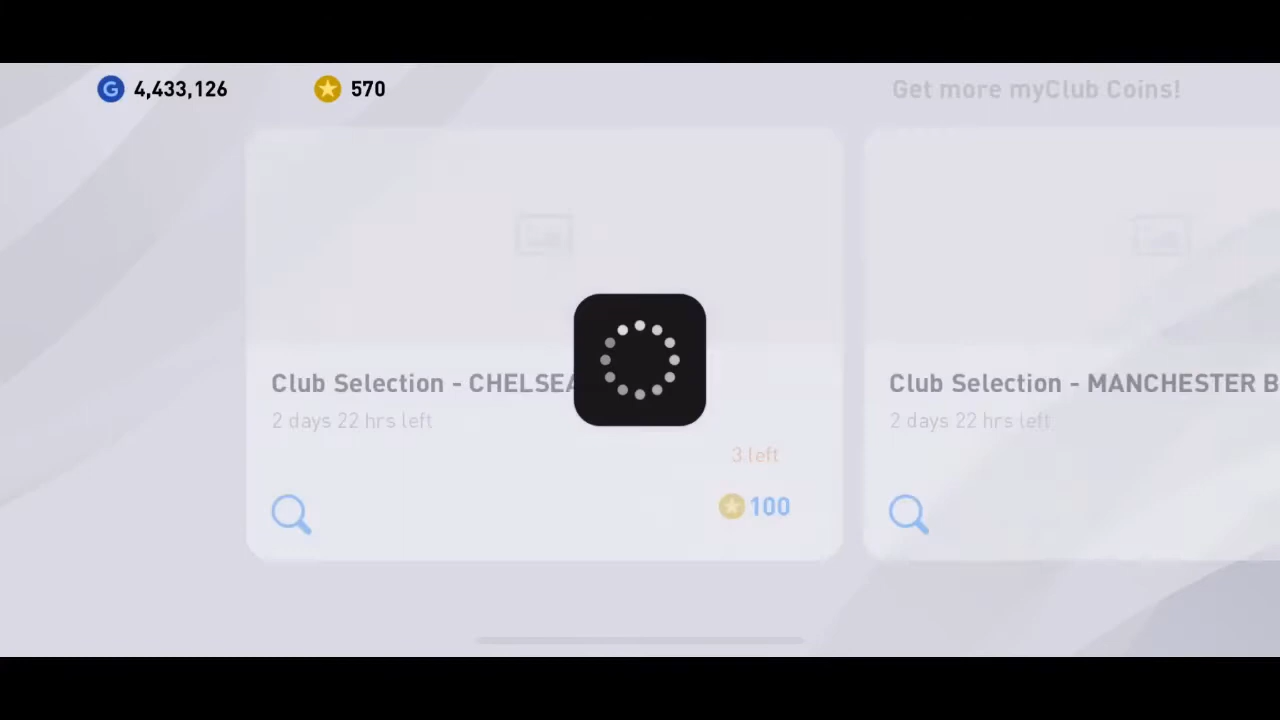 G 4,433,126
570
Get more myClub Coins!
Club Selection - CHELSEA
2 days 22 hrs left
3 left
100
Club Selection - MANCHESTER B
2 days 22 hrs left